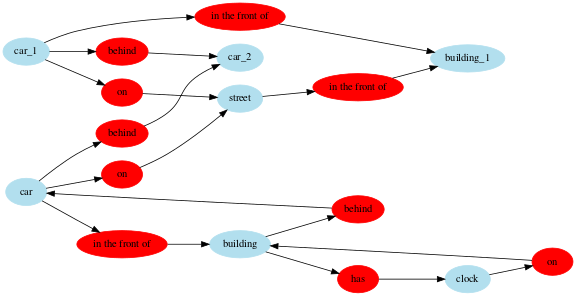 in the front of
car_1
behind
car_2
building_1
on
street
in the front of
behind
on
car
behind
in the front of
building
on
has
clock